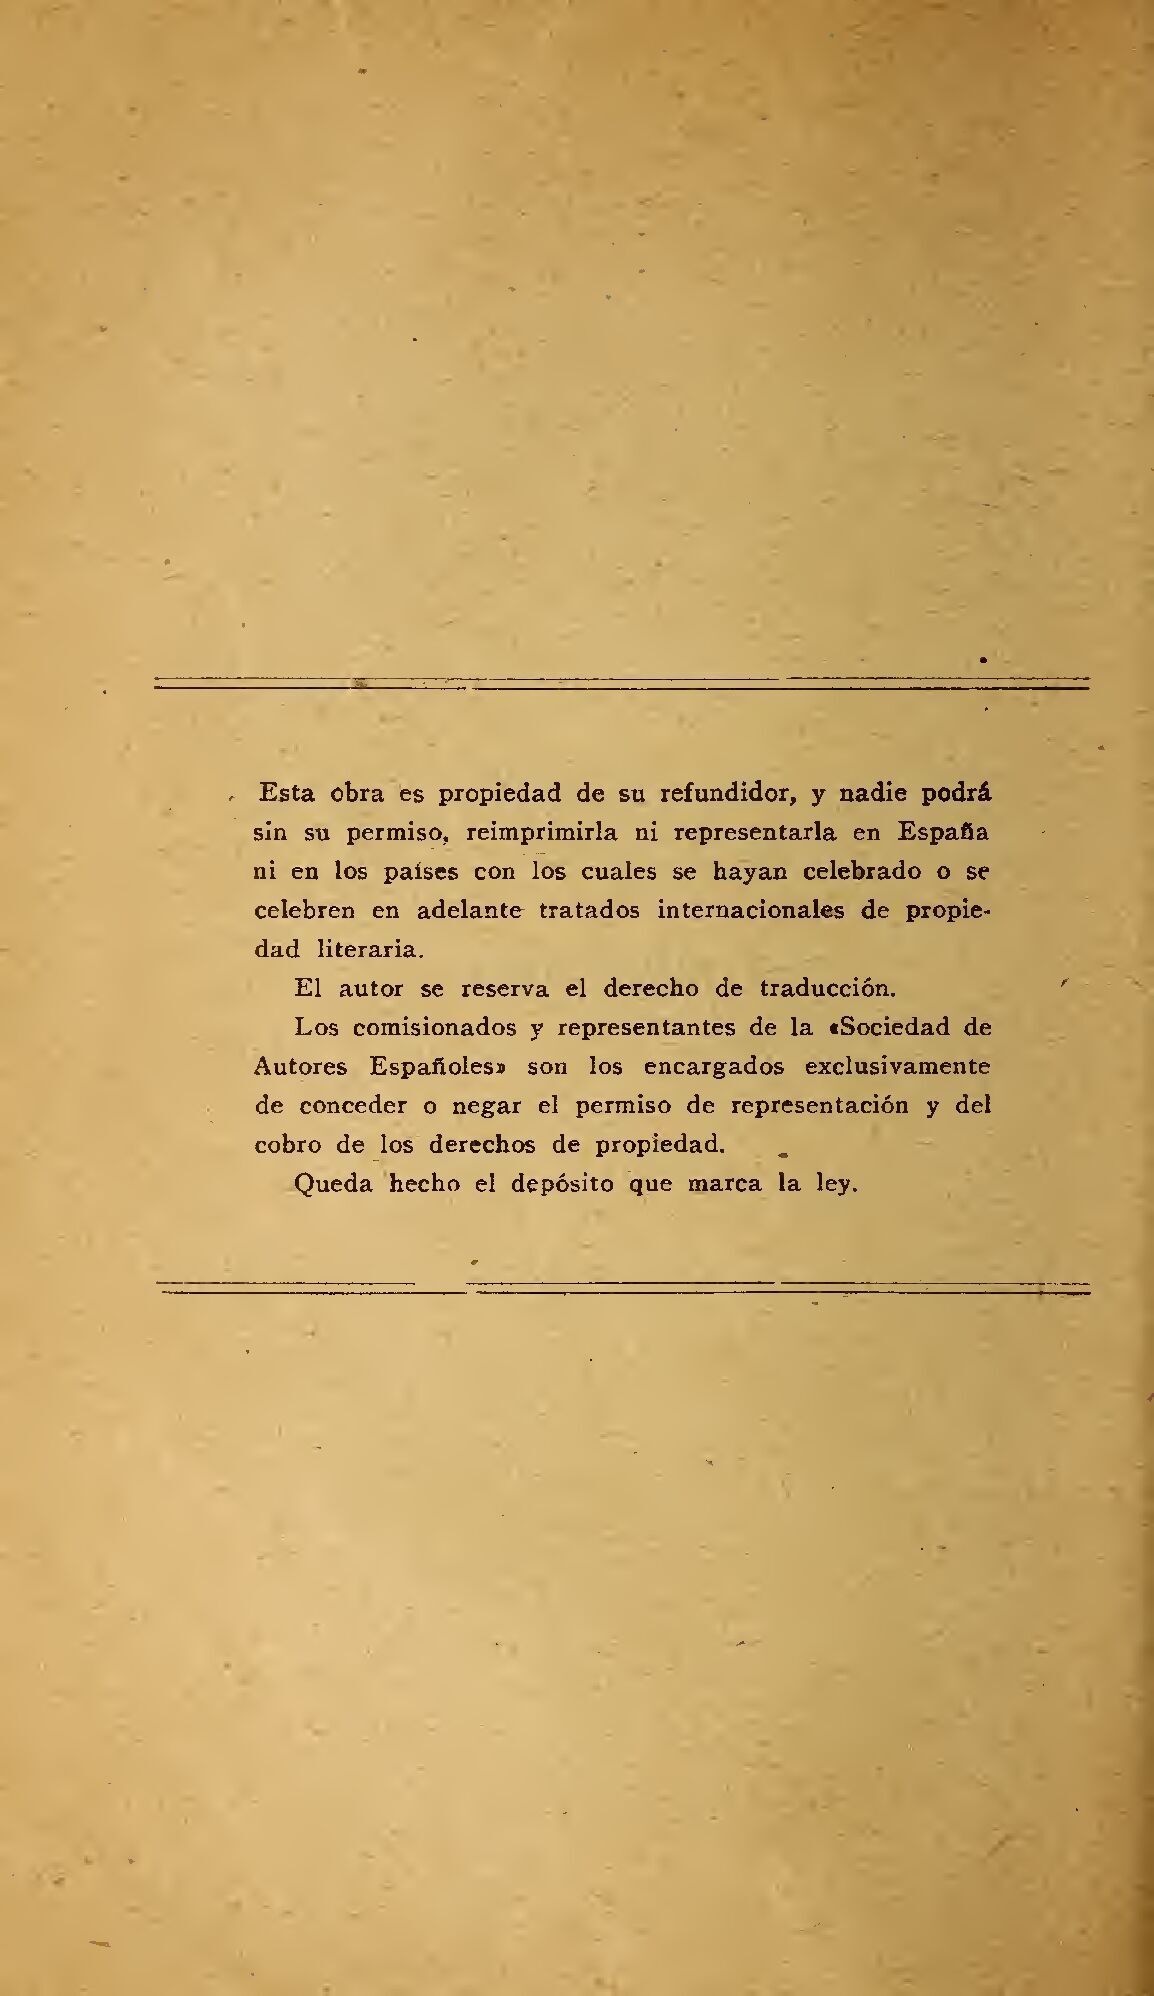 Esta obra es propiedad de su refundidor, y nadie podrá
sin su permiso, reimprimirla ni representarla en España
ni en los países con los cuales se hayan celebrado o se
celebren en adelante tratados internacionales de propie-
dad literaria.
El autor se reserva el derecho de traducción.
Los comisionados y representantes de la «Sociedad de
Autores Españoles» son los encargados exclusivamente
de conceder o negar el permiso de representación y del
cobro de los derechos de propiedad.
Queda hecho el depósito que marca la ley.